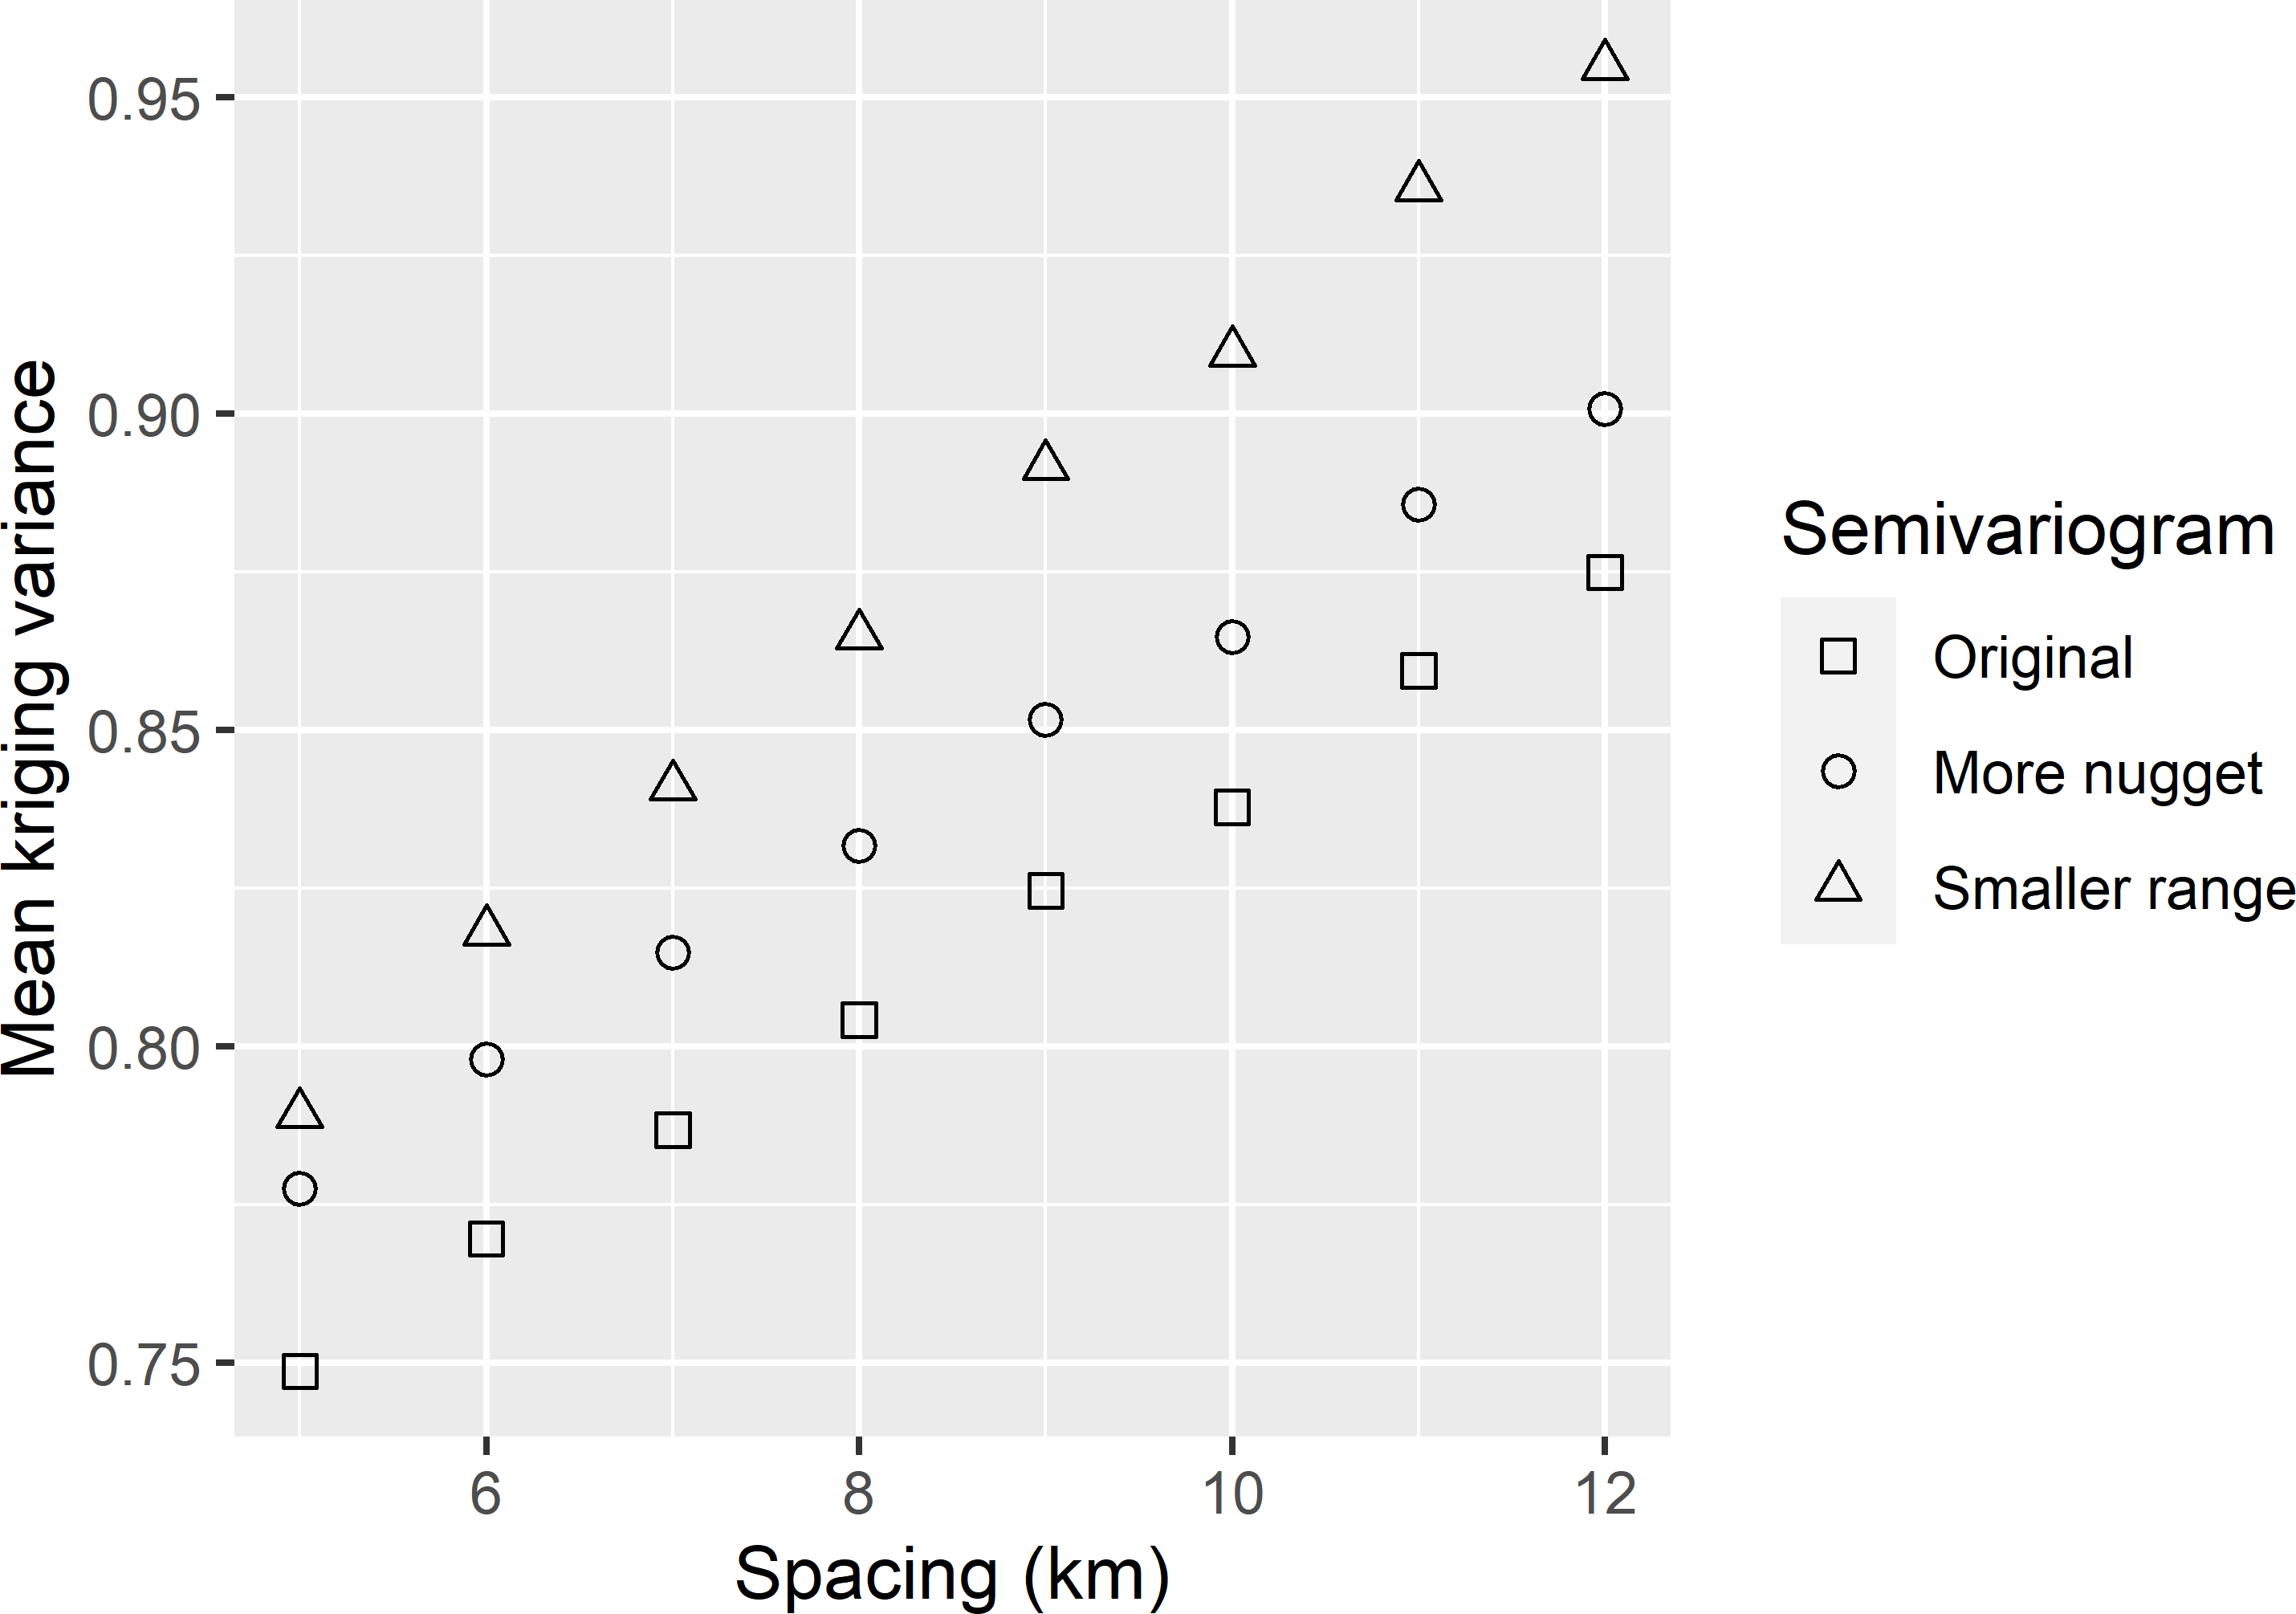 Mean kriging variance
0.95
0.90
0.85
0.80
0.75
6 8 10 12
Spacing (km)
Semivariogram
Original
More nugget
Smaller range